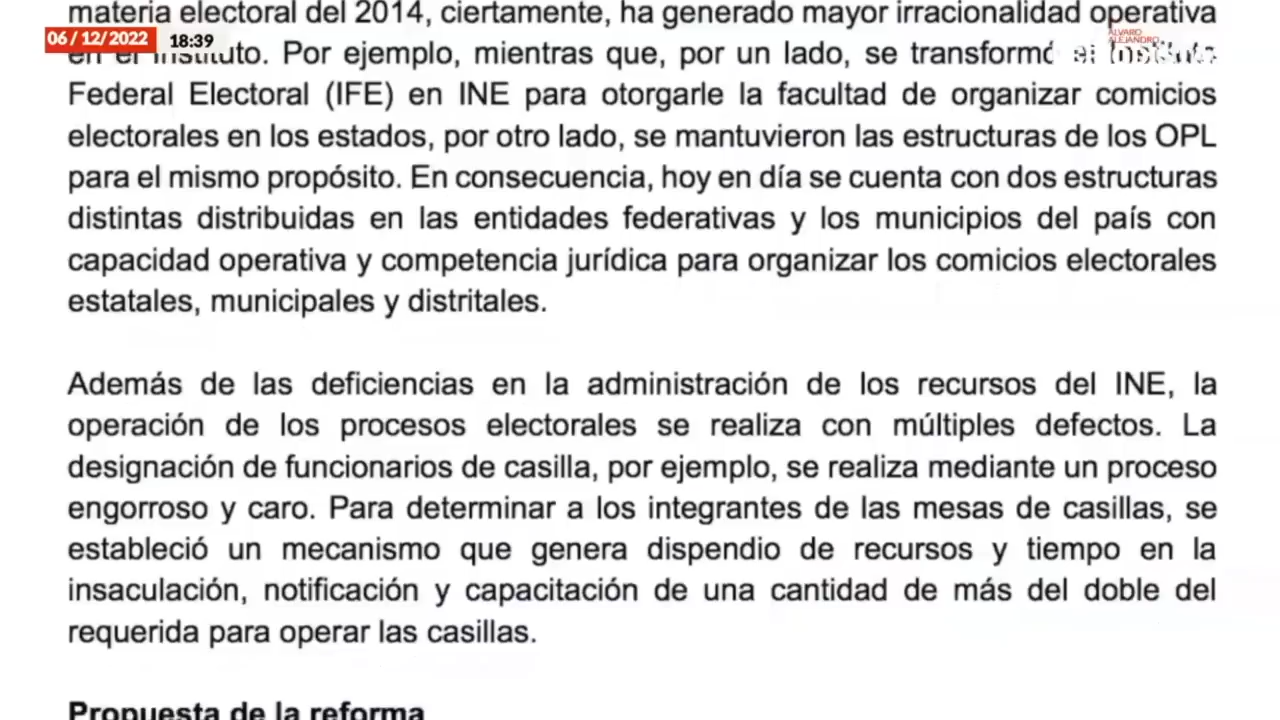 materia electoral del 2014, ciertamente, ha generado mayor irracionalidad operativa
06/12/2022 18:39
ALVARO
ALEJANDRO
en el Instituto. Por ejemplo, mientras que, por un lado, se transformó el Instituto
Federal Electoral (IFE) en INE para otorgarle la facultad de organizar comicios
electorales en los estados, por otro lado, se mantuvieron las estructuras de los OPL
para el mismo propósito. En consecuencia, hoy en día se cuenta con dos estructuras
distintas distribuidas en las entidades federativas y los municipios del país con
capacidad operativa y competencia jurídica para organizar los comicios electorales
estatales, municipales y distritales.
Además de las deficiencias en la administración de los recursos del INE, la
operación de los procesos electorales se realiza con múltiples defectos. La
designación de funcionarios de casilla, por ejemplo, se realiza mediante un proceso
engorroso y caro. Para determinar a los integrantes de las mesas de casillas, se
estableció un mecanismo que genera dispendio de recursos y tiempo en la
insaculación, notificación y capacitación de una cantidad de más del doble del
requerida para operar las casillas.
Propuesta de la reforma